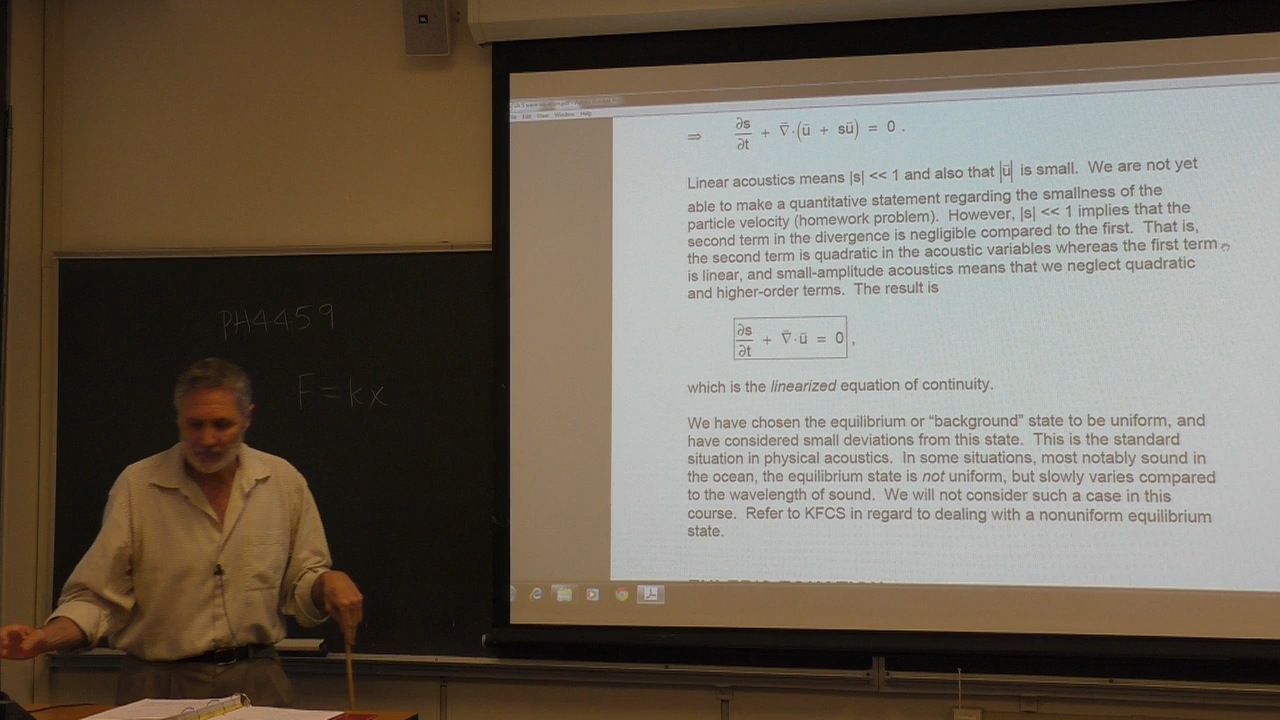 JBL
Edit View Window Help
⇒ ∂s/∂t + ∇̄·(ū + sū) = 0 .
Linear acoustics means |s| << 1 and also that |ū| is small. We are not yet
able to make a quantitative statement regarding the smallness of the
particle velocity (homework problem). However, |s| << 1 implies that the
second term in the divergence is negligible compared to the first. That is,
the second term is quadratic in the acoustic variables whereas the first term
is linear, and small-amplitude acoustics means that we neglect quadratic
and higher-order terms. The result is
∂s/∂t + ∇̄·ū = 0 ,
which is the linearized equation of continuity.
We have chosen the equilibrium or “background” state to be uniform, and
have considered small deviations from this state. This is the standard
situation in physical acoustics. In some situations, most notably sound in
the ocean, the equilibrium state is not uniform, but slowly varies compared
to the wavelength of sound. We will not consider such a case in this
course. Refer to KFCS in regard to dealing with a nonuniform equilibrium
state.
PH4459
F = kx